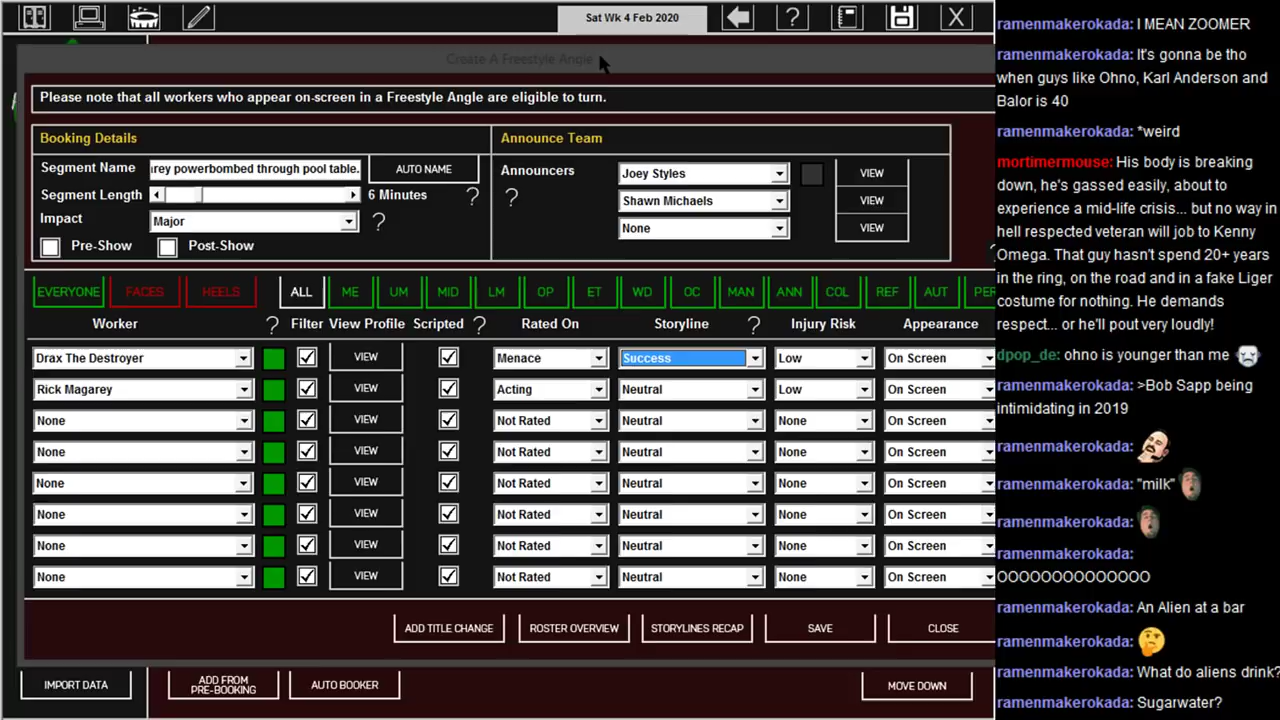 Sat Wk 4 Feb 2020
Create A Freestyle Angle
Please note that all workers who appear on-screen in a Freestyle Angle are eligible to turn.
Booking Details
Segment Name
rey powerbombed through pool table.
AUTO NAME
Segment Length
6 Minutes
?
Impact
Major
?
Pre-Show
Post-Show
Announce Team
Announcers
?
Joey Styles
VIEW
Shawn Michaels
VIEW
None
VIEW
EVERYONE FACES HEELS ALL ME UM MID LM OP ET WD OC MAN ANN COL REF AUT PER
Worker ? Filter View Profile Scripted ? Rated On Storyline ? Injury Risk Appearance
Drax The Destroyer VIEW Menace Success Low On Screen
Rick Magarey VIEW Acting Neutral Low On Screen
None VIEW Not Rated Neutral None On Screen
None VIEW Not Rated Neutral None On Screen
None VIEW Not Rated Neutral None On Screen
None VIEW Not Rated Neutral None On Screen
None VIEW Not Rated Neutral None On Screen
None VIEW Not Rated Neutral None On Screen
ADD TITLE CHANGE ROSTER OVERVIEW STORYLINES RECAP SAVE CLOSE
IMPORT DATA
ADD FROM
PRE-BOOKING
AUTO BOOKER
MOVE DOWN
ramenmakerokada: I MEAN ZOOMER
ramenmakerokada: It's gonna be tho
when guys like Ohno, Karl Anderson and
Balor is 40
ramenmakerokada: *weird
mortimermouse: His body is breaking
down, he's gassed easily, about to
experience a mid-life crisis... but no way in
hell respected veteran will job to Kenny
Omega. That guy hasn't spend 20+ years
in the ring, on the road and in a fake Liger
costume for nothing. He demands
respect... or he'll pout very loudly!
dpop_de: ohno is younger than me
ramenmakerokada: >Bob Sapp being
intimidating in 2019
ramenmakerokada:
ramenmakerokada: "milk"
ramenmakerokada:
ramenmakerokada:
OOOOOOOOOOOOOO
ramenmakerokada: An Alien at a bar
ramenmakerokada:
ramenmakerokada: What do aliens drink?
ramenmakerokada: Sugarwater?